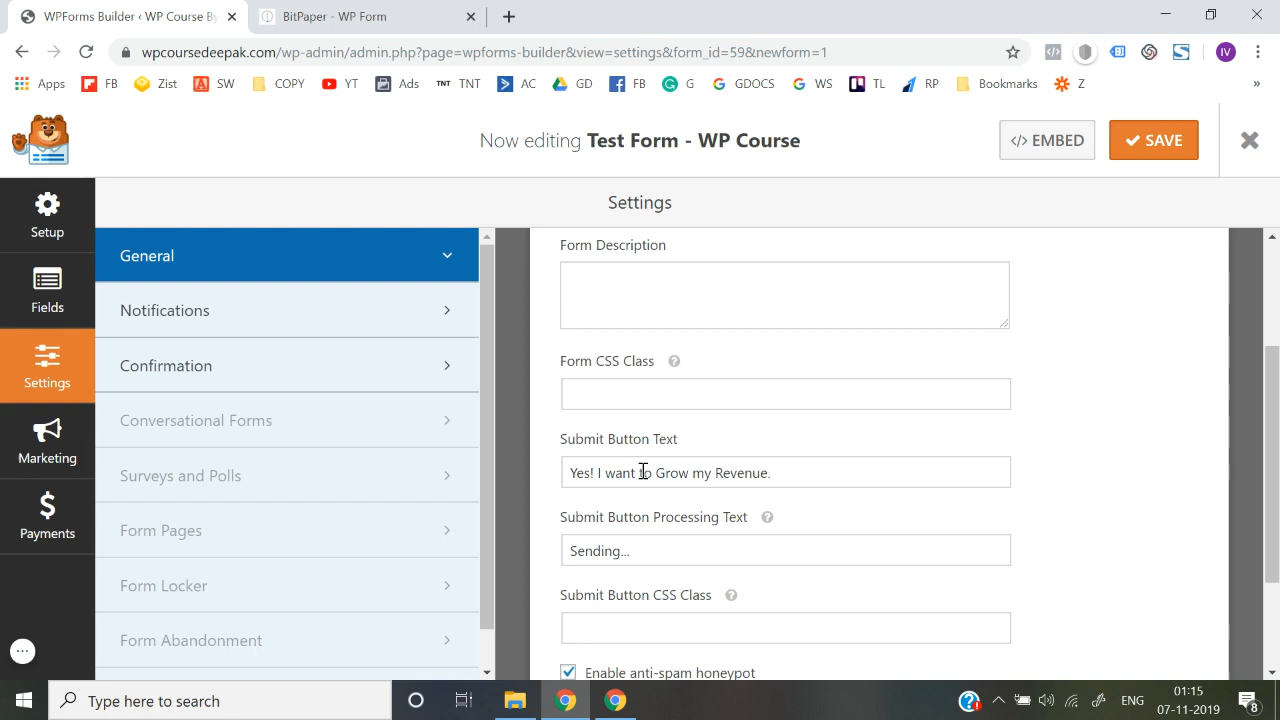 WPForms Builder ‹ WP Course By
BitPaper - WP Form
wpcoursedeepak.com/wp-admin/admin.php?page=wpforms-builder&view=settings&form_id=59&newform=1
IV
Apps FB Zist SW COPY YT Ads TNT TNT AC GD FB G GDOCS WS TL RP Bookmarks Z »
Now editing Test Form - WP Course
</> EMBED
SAVE
Settings
Setup
Fields
Settings
Marketing
Payments
General
Notifications
Confirmation
Conversational Forms
Surveys and Polls
Form Pages
Form Locker
Form Abandonment
Form Description
Form CSS Class
Submit Button Text
Yes! I want to Grow my Revenue.
Submit Button Processing Text
Sending...
Submit Button CSS Class
Enable anti-spam honeypot
Type here to search
ENG
01:15
07-11-2019
8